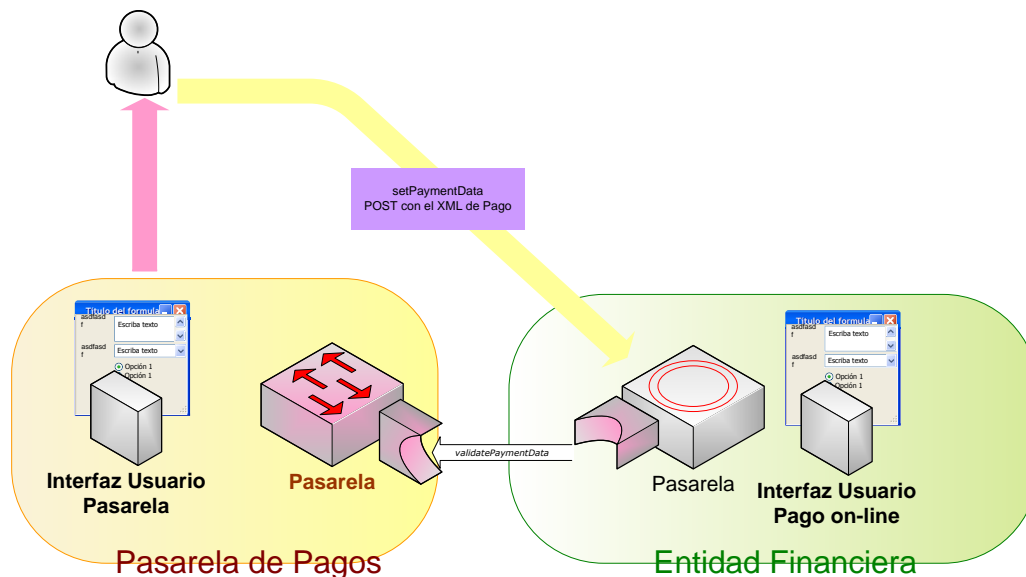 setPaymentData
POST con el XML de Pago
Título del formula
asdfasd
f
Escriba texto
asdfasd
f
Escriba texto
Opción 1
Opción 1
Interfaz Usuario
Pasarela
Pasarela
validatePaymentData
Pasarela
Título del formula
asdfasd
f
Escriba texto
asdfasd
f
Escriba texto
Opción 1
Opción 1
Interfaz Usuario
Pago on-line
Pasarela de Pagos
Entidad Financiera